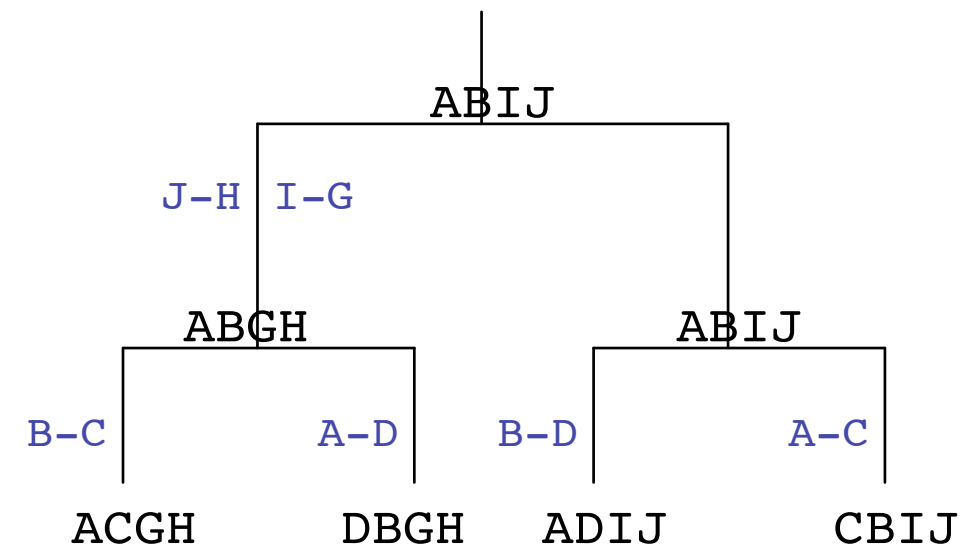 ABIJ
J-H I-G
ABGH ABIJ
B-C A-D B-D A-C
ACGH DBGH ADIJ CBIJ